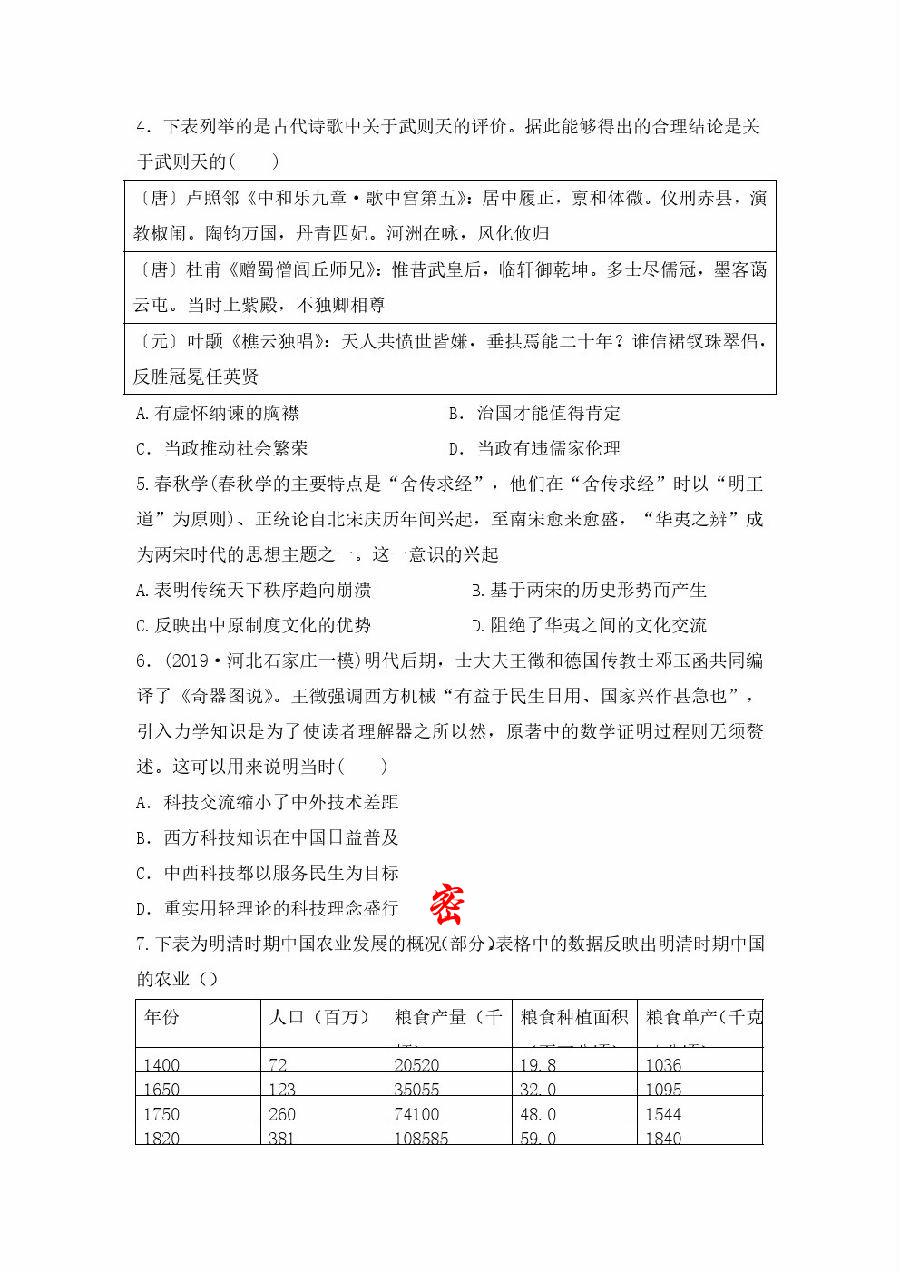 4．下表列举的是古代诗歌中关于武则天的评价。据此能够得出的合理结论是关
于武则天的(　　)
〔唐〕卢照邻《中和乐九章·歌中宫第五》：居中履正，禀和体微。仪刑赤县，演
教椒闱。陶钧万国，丹青四妃。河洲在咏，风化攸归
〔唐〕杜甫《赠蜀僧闾丘师兄》：惟昔武皇后，临轩御乾坤。多士尽儒冠，墨客蔼
云屯。当时上紫殿，不独卿相尊
〔元〕叶颙《樵云独唱》：天人共愤世皆嫌，垂拱焉能二十年？谁信裙钗珠翠侣，
反胜冠冕任英贤
A.有虚怀纳谏的胸襟 B．治国才能值得肯定
C．当政推动社会繁荣 D．当政有违儒家伦理
5.春秋学(春秋学的主要特点是“舍传求经”，他们在“舍传求经”时以“明王
道”为原则)、正统论自北宋庆历年间兴起，至南宋愈来愈盛，“华夷之辨”成
为两宋时代的思想主题之一。这一意识的兴起
A.表明传统天下秩序趋向崩溃 B.基于两宋的历史形势而产生
C.反映出中原制度文化的优势 D.阻绝了华夷之间的文化交流
6．(2019·河北石家庄一模)明代后期，士大夫王徵和德国传教士邓玉函共同编
译了《奇器图说》。王徵强调西方机械“有益于民生日用、国家兴作甚急也”，
引入力学知识是为了使读者理解器之所以然，原著中的数学证明过程则无须赘
述。这可以用来说明当时(　　)
A．科技交流缩小了中外技术差距
B．西方科技知识在中国日益普及
C．中西科技都以服务民生为目标
D．重实用轻理论的科技理念盛行
密
7.下表为明清时期中国农业发展的概况(部分)表格中的数据反映出明清时期中国
的农业()
年份 人口（百万） 粮食产量（千 粮食种植面积 粮食单产(千克
1400 72 20520 19.8 1036
1650 123 35055 32.0 1095
1750 260 74100 48.0 1544
1820 381 108585 59.0 1840